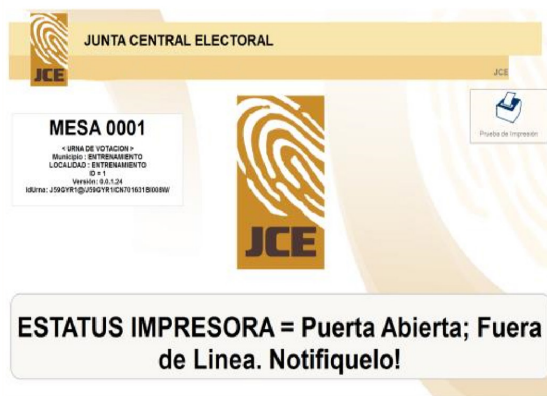 JUNTA CENTRAL ELECTORAL
JCE
JCE
Prueba de Impresión
MESA 0001
< URNA DE VOTACION >
Municipio : ENTRENAMIENTO
LOCALIDAD : ENTRENAMIENTO
ID = 1
Versión: 0.0.1.24
JCE
ESTATUS IMPRESORA = Puerta Abierta; Fuera
de Linea. Notifiquelo!